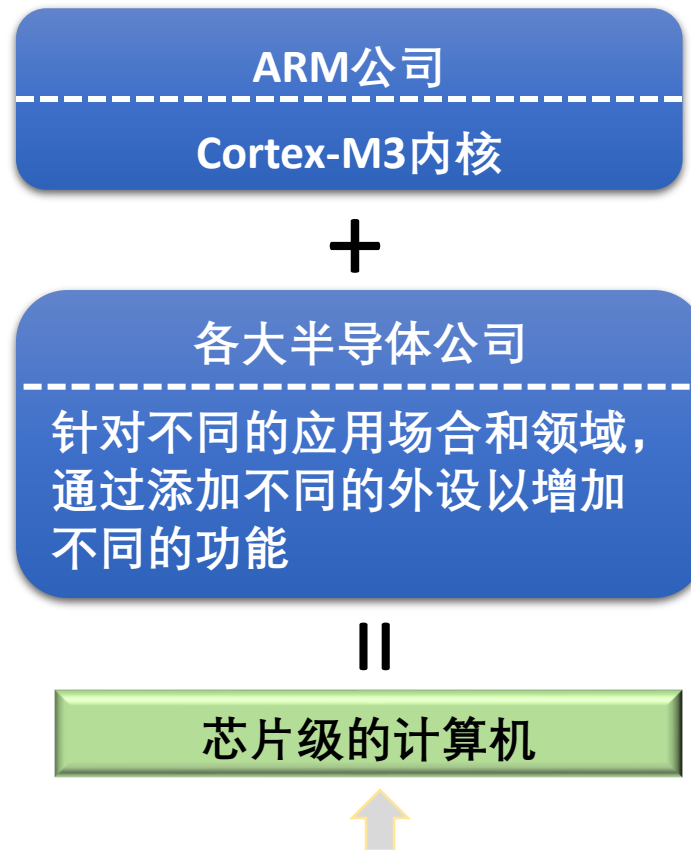 ARM公司
Cortex-M3内核
+
各大半导体公司
针对不同的应用场合和领域，
通过添加不同的外设以增加
不同的功能
=
芯片级的计算机